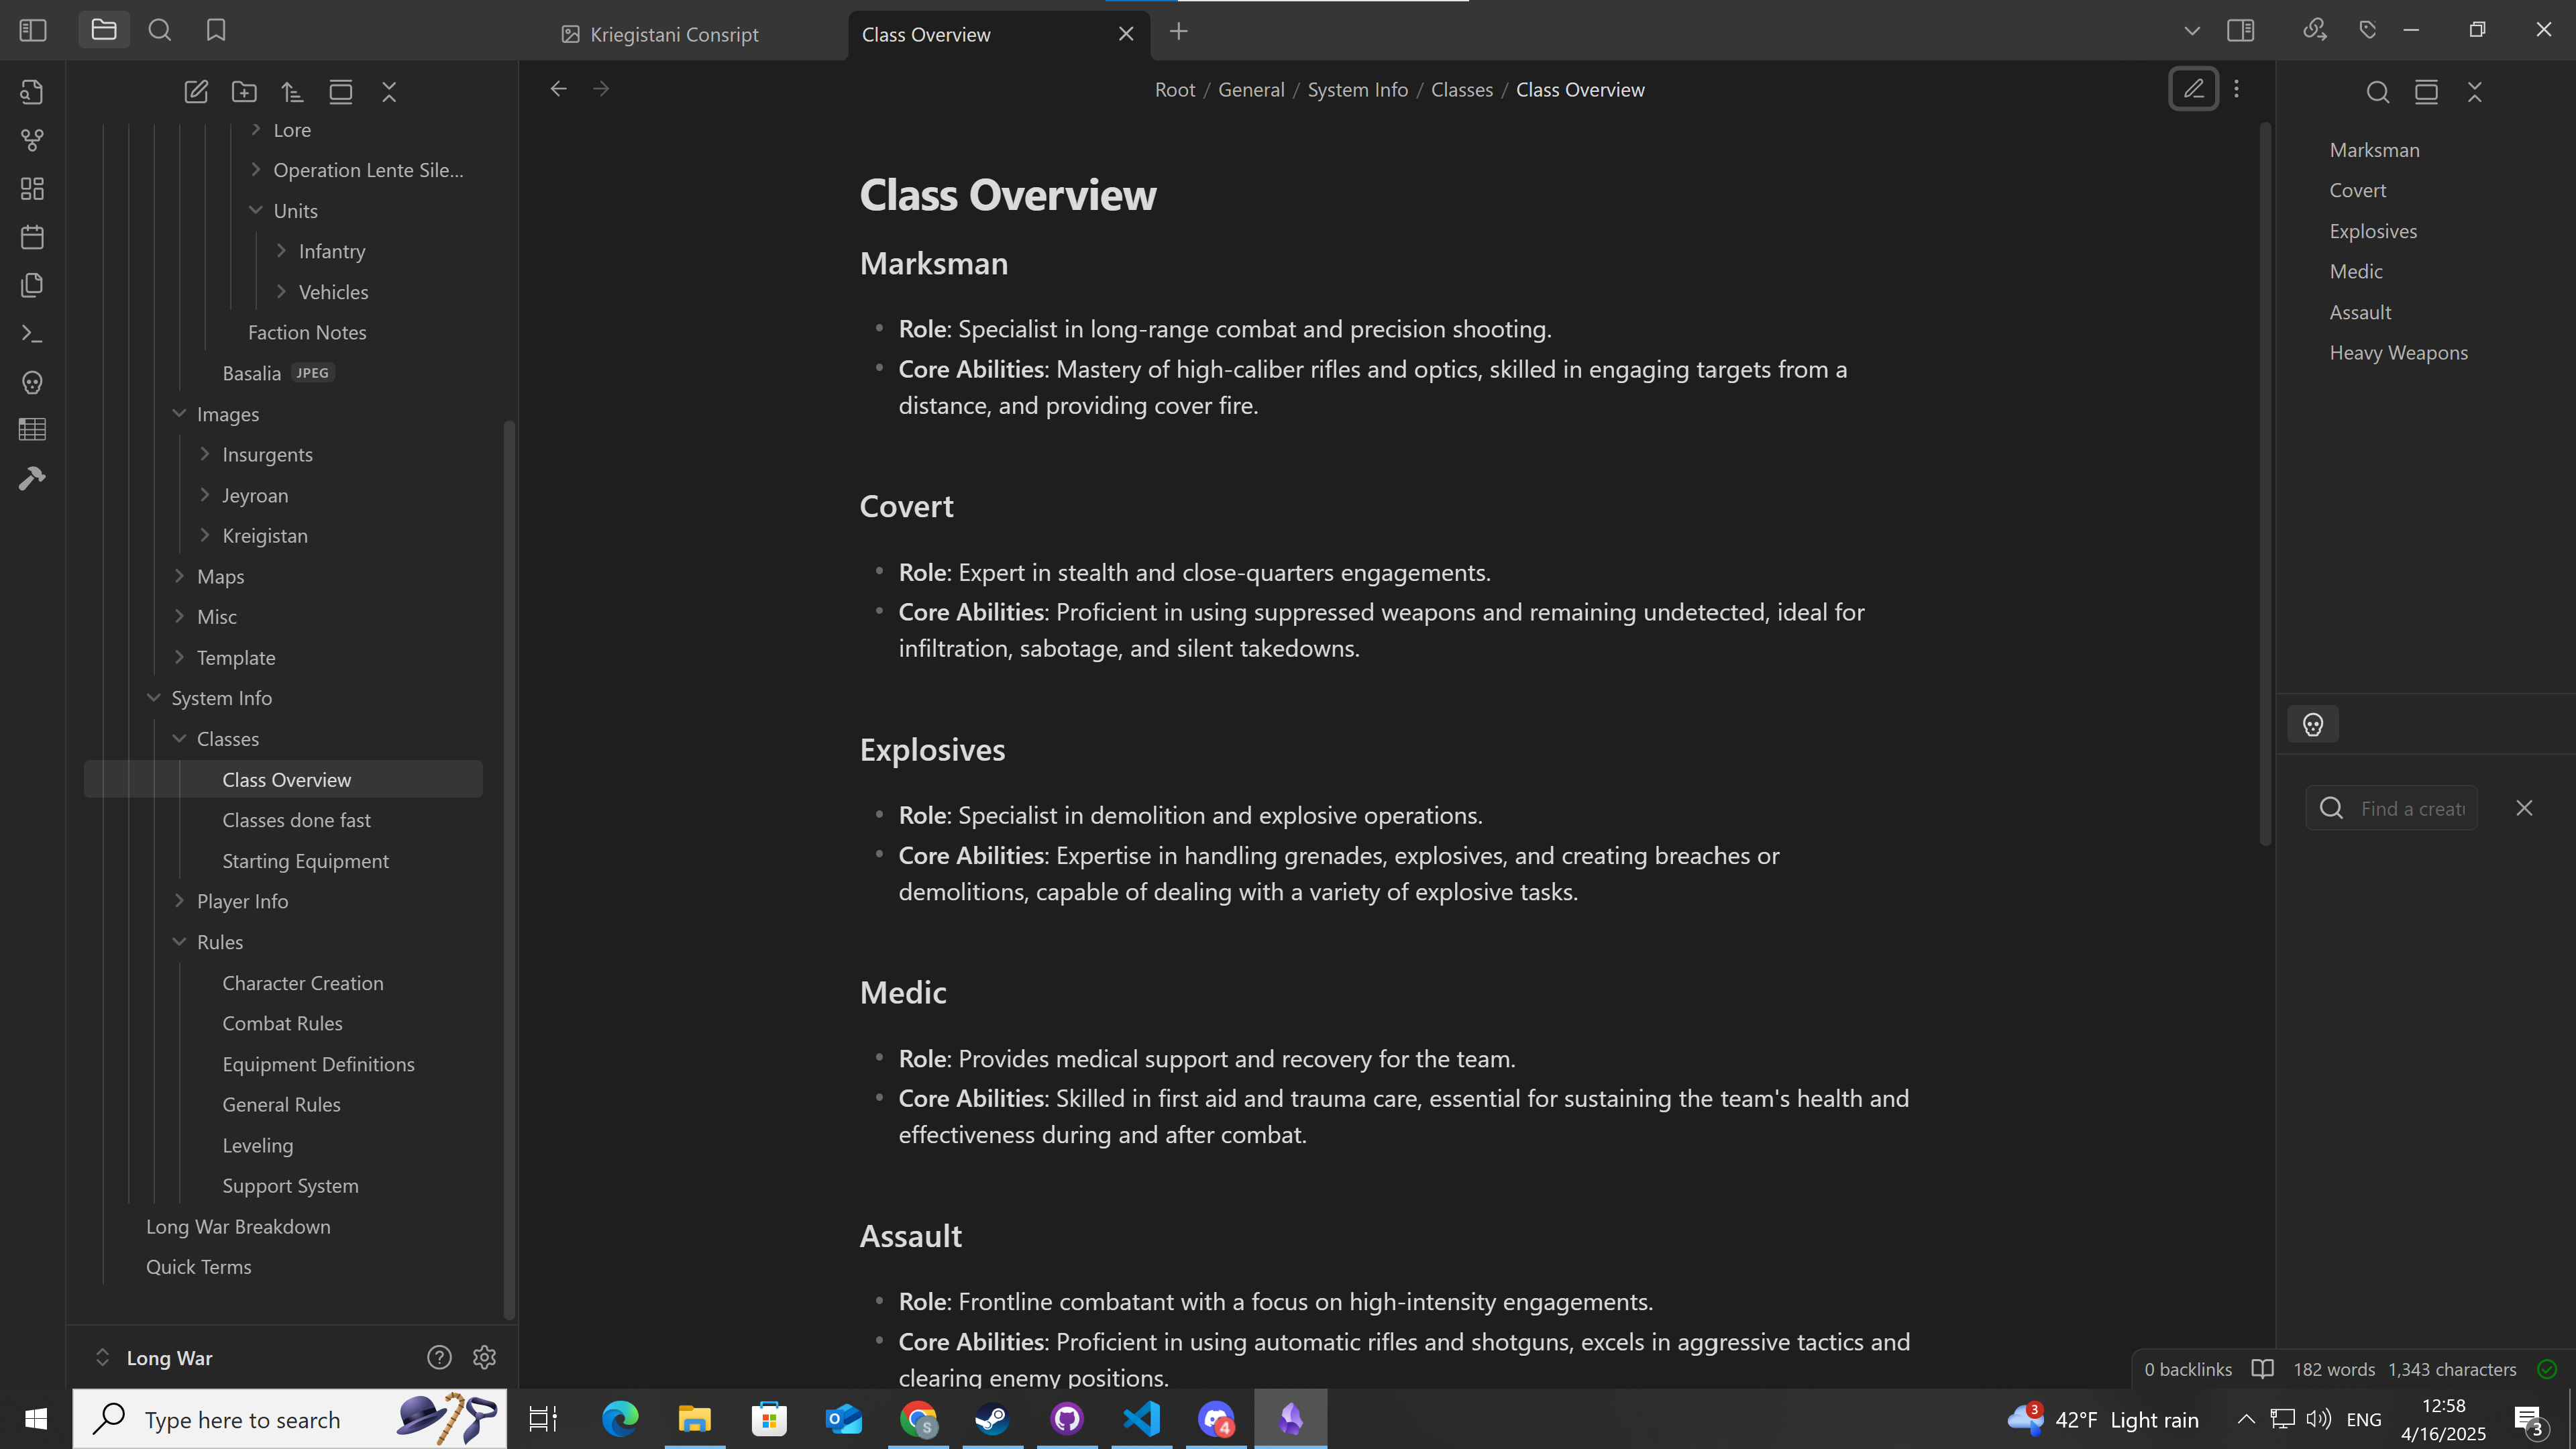 Kriegistani Consript
Class Overview
Root / General / System Info / Classes / Class Overview
Lore
Operation Lente Sile...
Units
Infantry
Vehicles
Faction Notes
Basalia JPEG
Images
Insurgents
Jeyroan
Kreigistan
Maps
Misc
Template
System Info
Classes
Class Overview
Classes done fast
Starting Equipment
Player Info
Rules
Character Creation
Combat Rules
Equipment Definitions
General Rules
Leveling
Support System
Long War Breakdown
Quick Terms
Long War
Class Overview
Marksman
Role: Specialist in long-range combat and precision shooting.
Core Abilities: Mastery of high-caliber rifles and optics, skilled in engaging targets from a
distance, and providing cover fire.
Covert
Role: Expert in stealth and close-quarters engagements.
Core Abilities: Proficient in using suppressed weapons and remaining undetected, ideal for
infiltration, sabotage, and silent takedowns.
Explosives
Role: Specialist in demolition and explosive operations.
Core Abilities: Expertise in handling grenades, explosives, and creating breaches or
demolitions, capable of dealing with a variety of explosive tasks.
Medic
Role: Provides medical support and recovery for the team.
Core Abilities: Skilled in first aid and trauma care, essential for sustaining the team's health and
effectiveness during and after combat.
Assault
Role: Frontline combatant with a focus on high-intensity engagements.
Core Abilities: Proficient in using automatic rifles and shotguns, excels in aggressive tactics and
clearing enemy positions.
Marksman
Covert
Explosives
Medic
Assault
Heavy Weapons
Find a creatu
0 backlinks 182 words 1,343 characters
Type here to search
S
4
3
42°F Light rain
ENG
12:58
4/16/2025
3